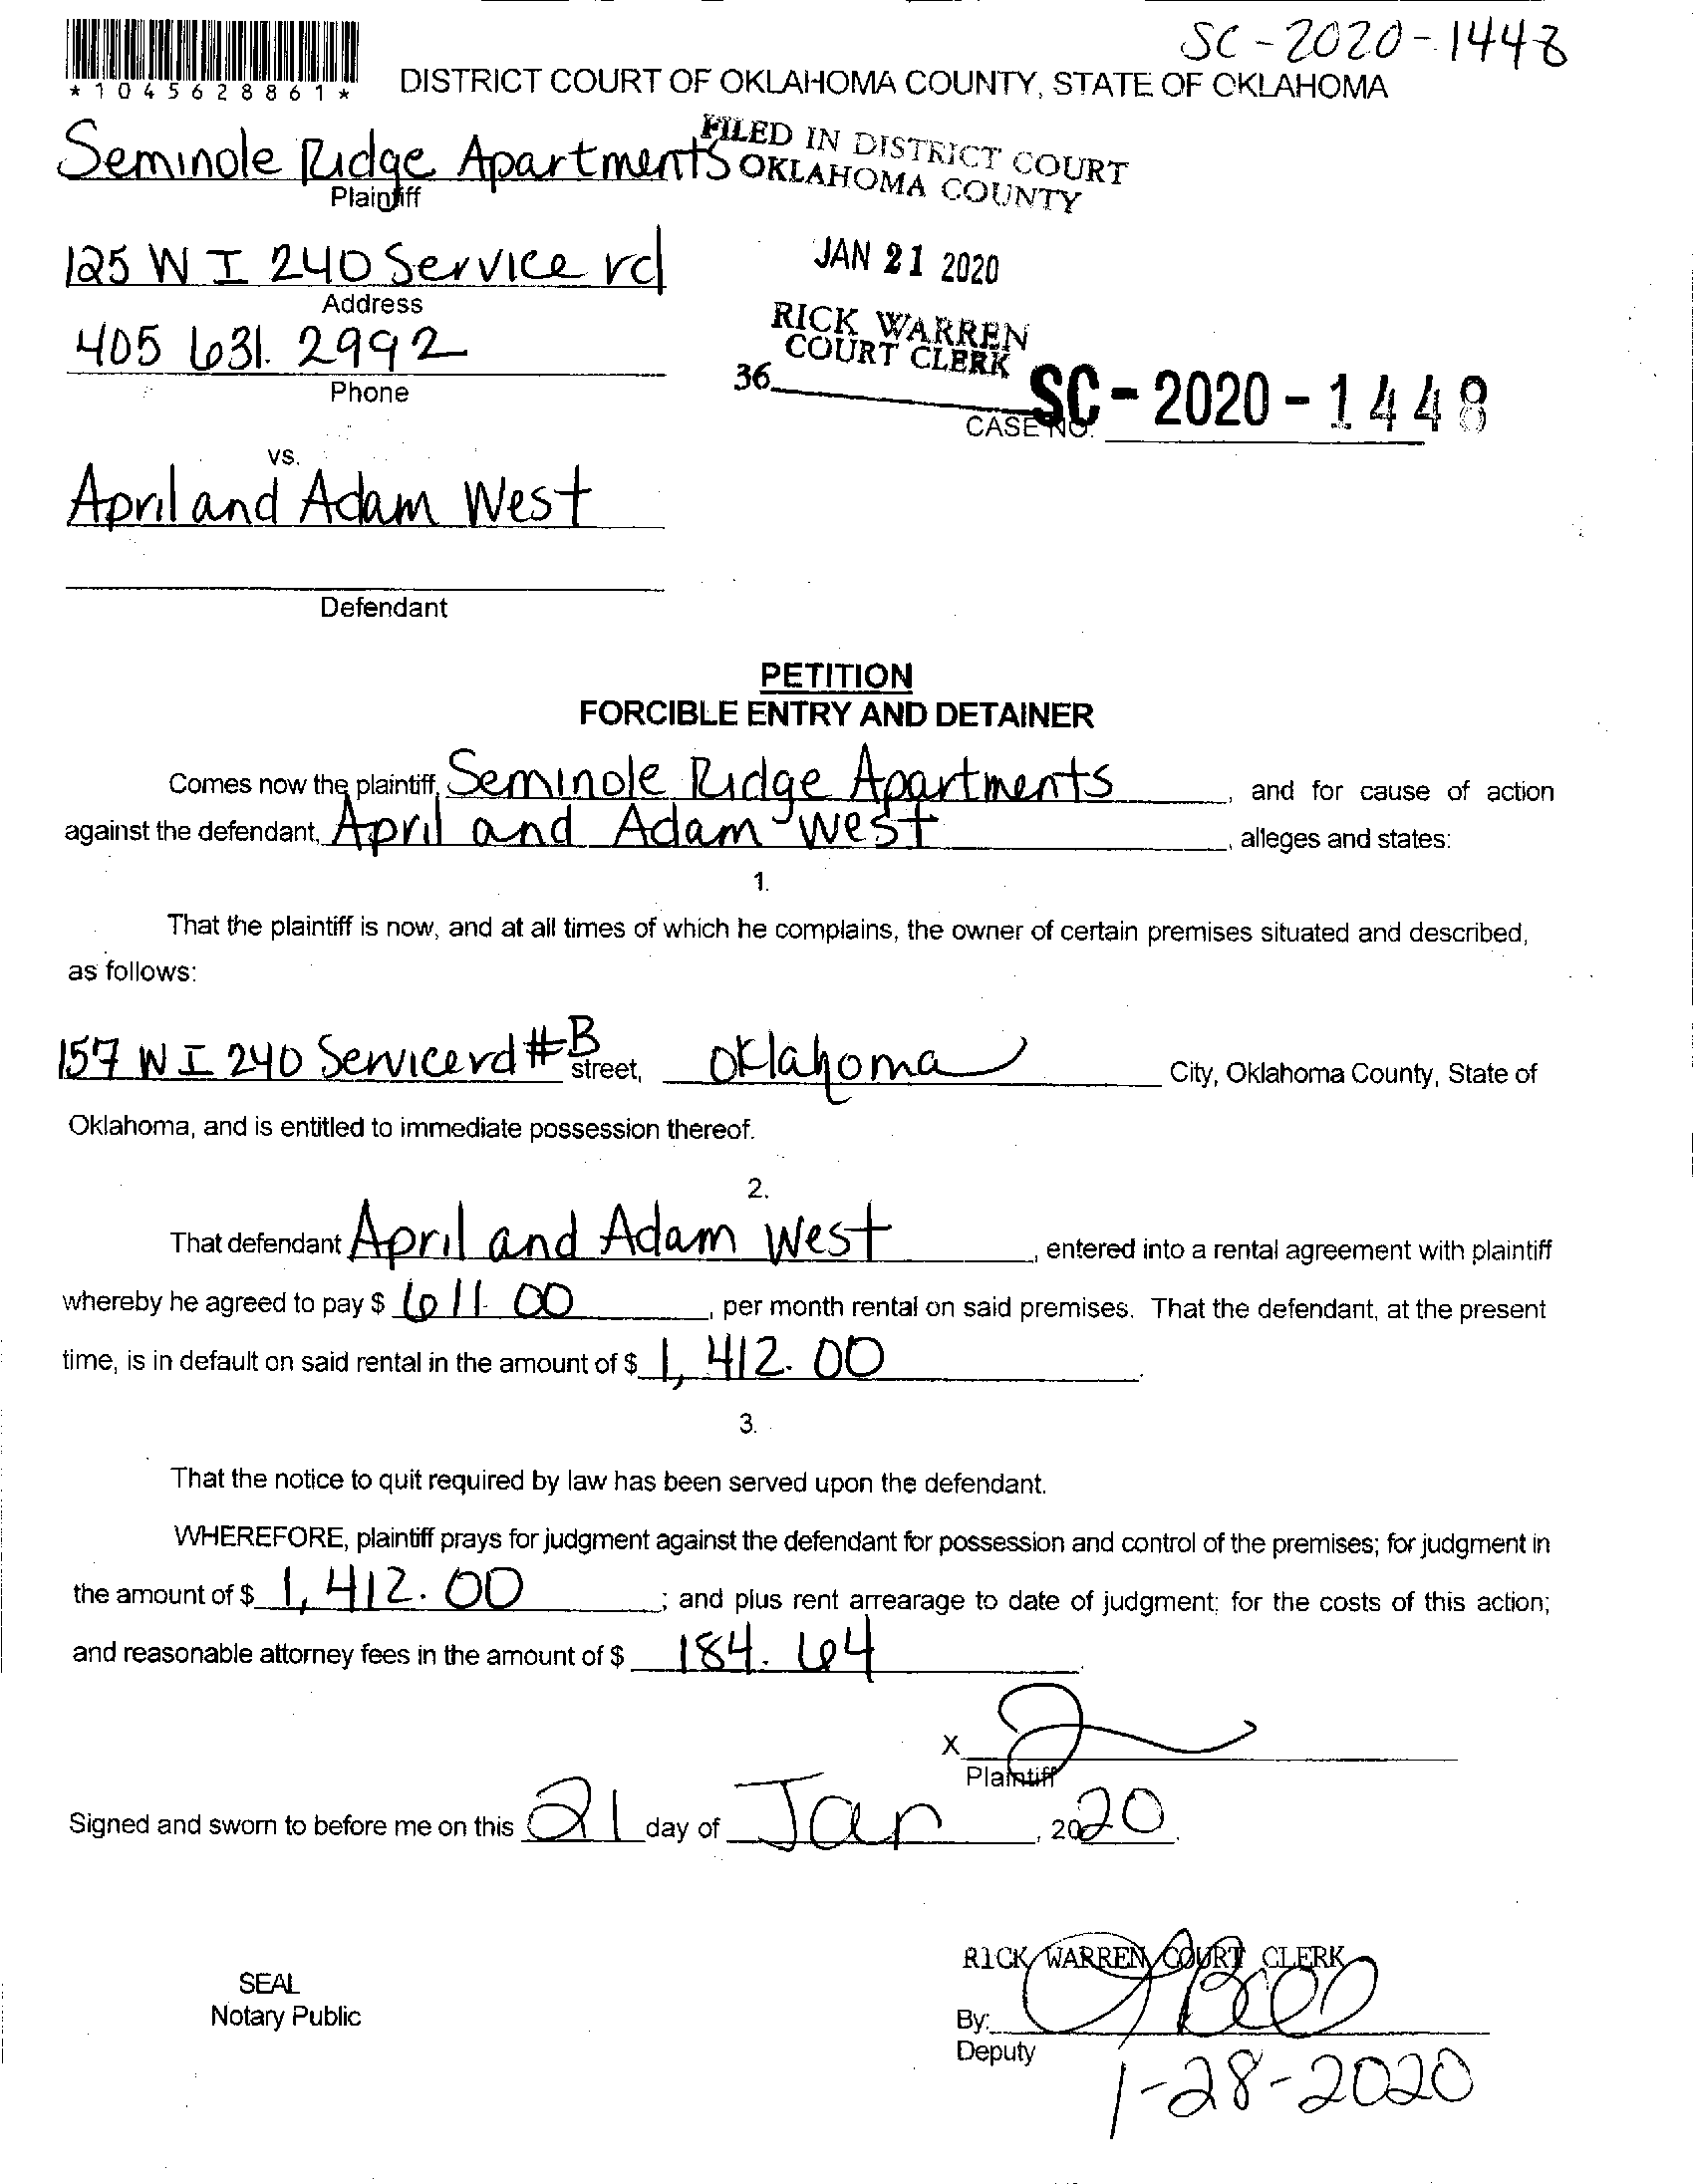 SC-2020-1448
*1045628861*
DISTRICT COURT OF OKLAHOMA COUNTY, STATE OF OKLAHOMA
Seminole Ridge Apartments
Plaintiff
FILED IN DISTRICT COURT
OKLAHOMA COUNTY
125 W I 240 Service rd
Address
JAN 21 2020
405 631. 2992
Phone
RICK WARREN
COURT CLERK
36
CASE NO. SC-2020-1448
vs.
April and Adam West
Defendant
PETITION
FORCIBLE ENTRY AND DETAINER
Comes now the plaintiff, Seminole Ridge Apartments, and for cause of action
against the defendant, April and Adam West, alleges and states:
1.
That the plaintiff is now, and at all times of which he complains, the owner of certain premises situated and described,
as follows:
157 W I 240 Service rd #B street, Oklahoma City, Oklahoma County, State of
Oklahoma, and is entitled to immediate possession thereof.
2.
That defendant April and Adam West, entered into a rental agreement with plaintiff
whereby he agreed to pay $ 611.00, per month rental on said premises. That the defendant, at the present
time, is in default on said rental in the amount of $ 1,412.00.
3.
That the notice to quit required by law has been served upon the defendant.
WHEREFORE, plaintiff prays for judgment against the defendant for possession and control of the premises; for judgment in
the amount of $ 1,412.00; and plus rent arrearage to date of judgment; for the costs of this action;
and reasonable attorney fees in the amount of $ 184.64.
X
Plaintiff
Signed and sworn to before me on this 21 day of Jan, 2020.
RICK WARREN COURT CLERK
SEAL
Notary Public
By:
Deputy
1-28-2020